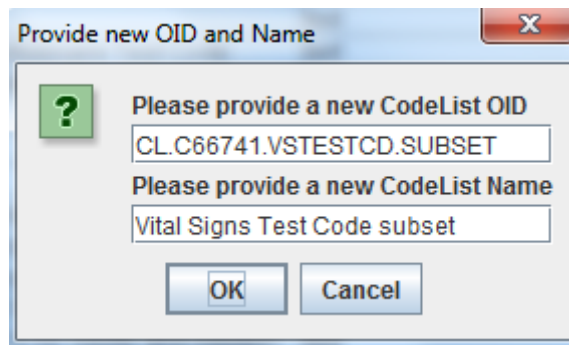 Provide new OID and Name
Please provide a new CodeList OID
CL.C66741.VSTESTCD.SUBSET
Please provide a new CodeList Name
Vital Signs Test Code subset
OK Cancel